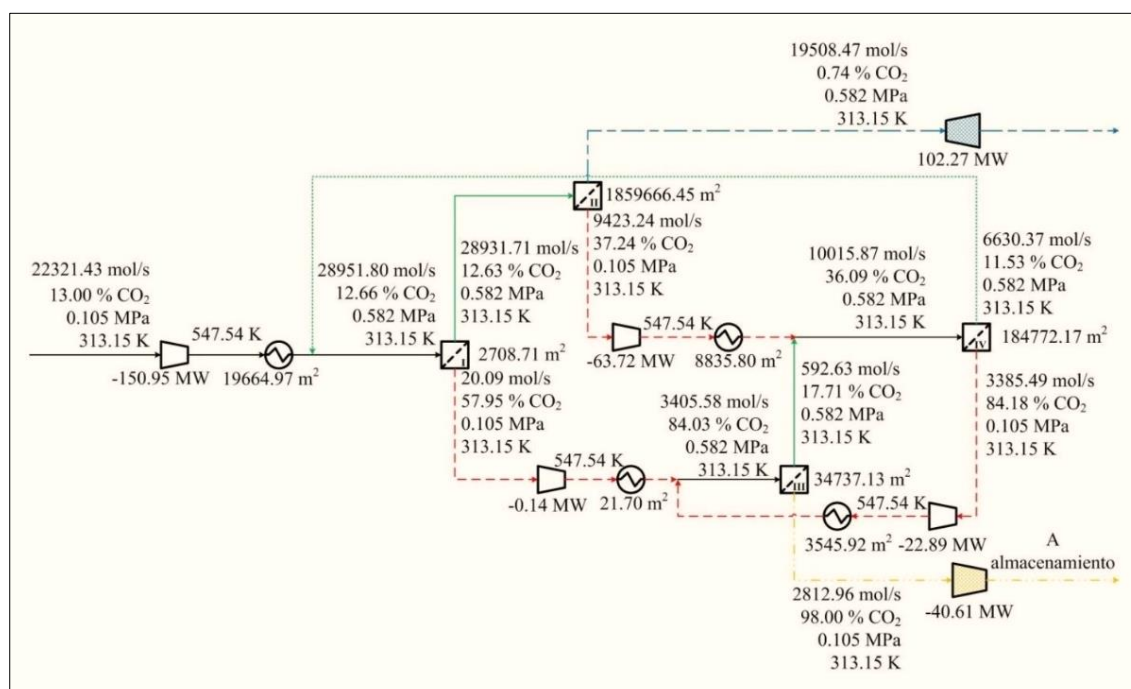 19508.47 mol/s
0.74 % CO₂
0.582 MPa
313.15 K
102.27 MW
II
1859666.45 m²
9423.24 mol/s
37.24 % CO₂
0.105 MPa
313.15 K
22321.43 mol/s
13.00 % CO₂
0.105 MPa
313.15 K
547.54 K
-150.95 MW
19664.97 m²
28951.80 mol/s
12.66 % CO₂
0.582 MPa
313.15 K
28931.71 mol/s
12.63 % CO₂
0.582 MPa
313.15 K
I
2708.71 m²
20.09 mol/s
57.95 % CO₂
0.105 MPa
313.15 K
547.54 K
-63.72 MW
8835.80 m²
10015.87 mol/s
36.09 % CO₂
0.582 MPa
313.15 K
6630.37 mol/s
11.53 % CO₂
0.582 MPa
313.15 K
IV
184772.17 m²
592.63 mol/s
17.71 % CO₂
0.582 MPa
313.15 K
3385.49 mol/s
84.18 % CO₂
0.105 MPa
313.15 K
3405.58 mol/s
84.03 % CO₂
0.582 MPa
313.15 K
547.54 K
-0.14 MW
21.70 m²
III
34737.13 m²
547.54 K
3545.92 m²
-22.89 MW
A
almacenamiento
-40.61 MW
2812.96 mol/s
98.00 % CO₂
0.105 MPa
313.15 K